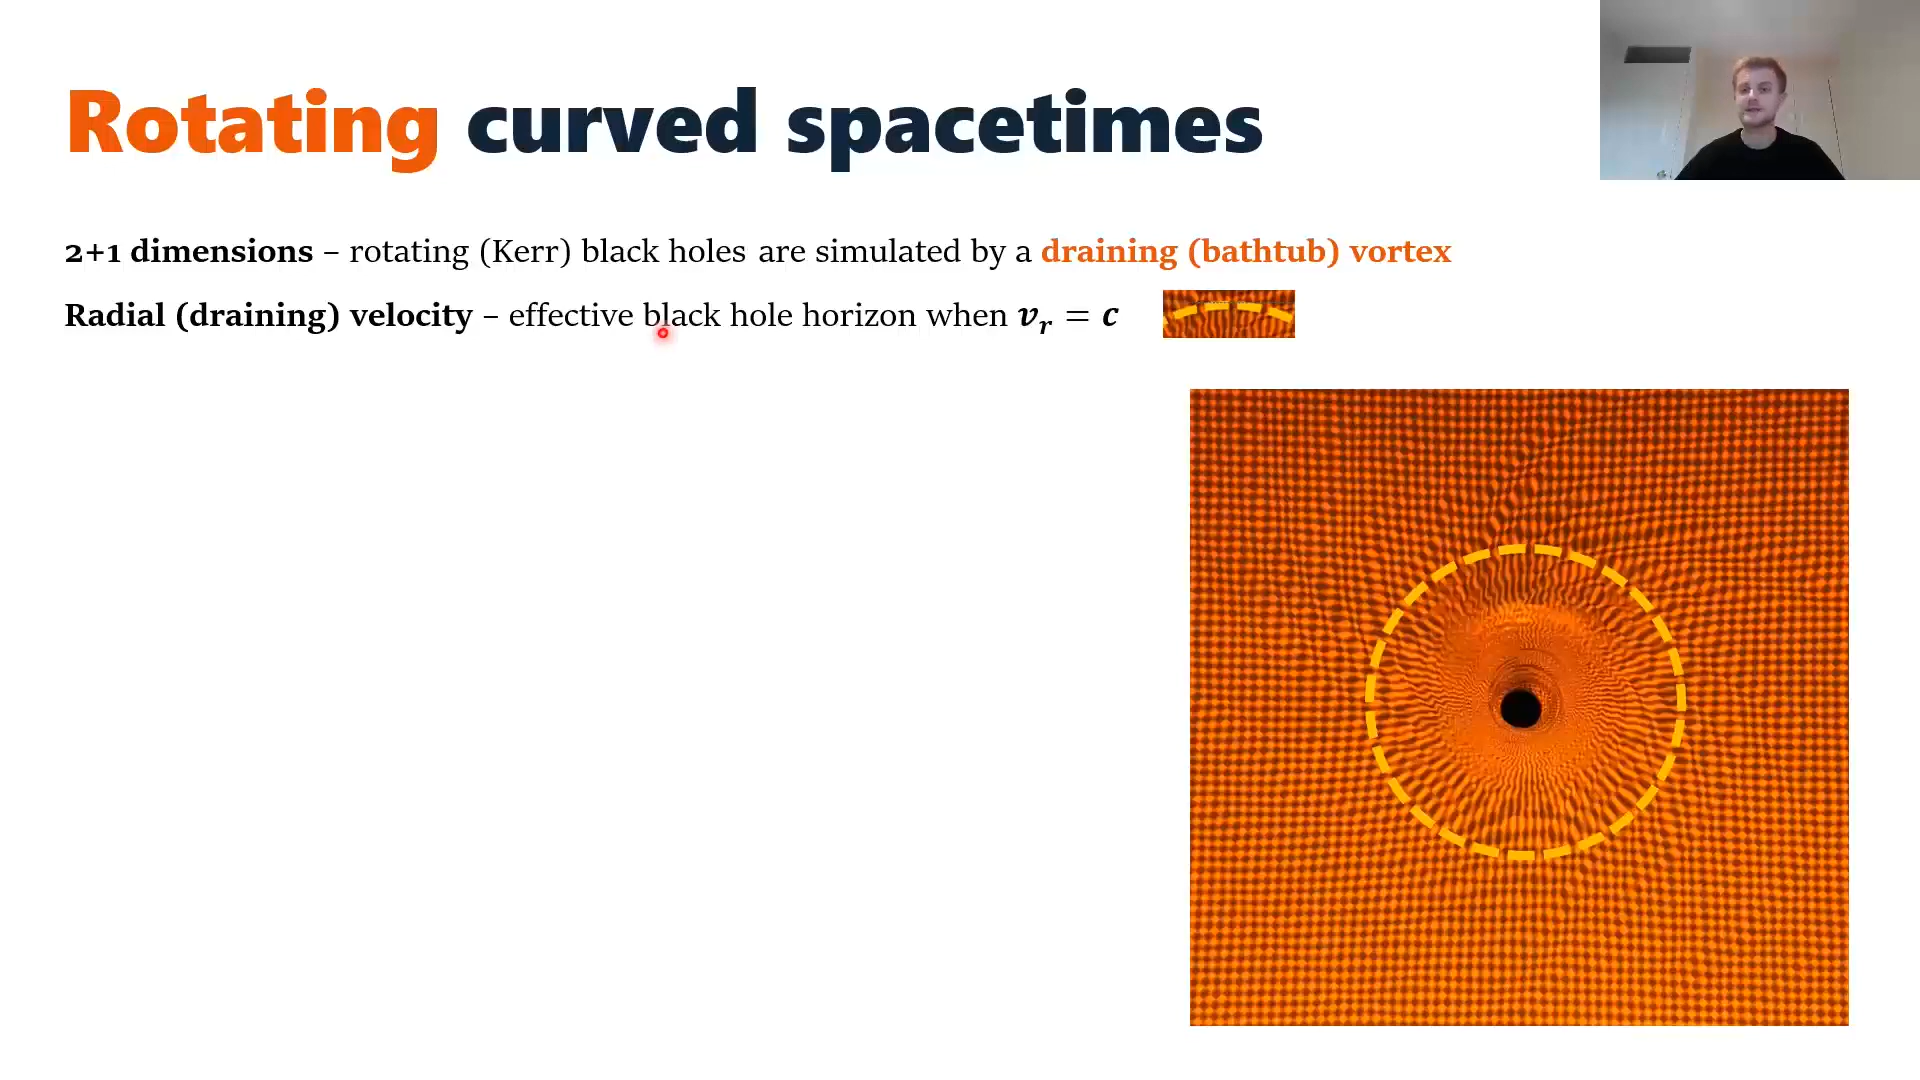 Rotating curved spacetimes
2+1 dimensions – rotating (Kerr) black holes are simulated by a draining (bathtub) vortex
Radial (draining) velocity – effective black hole horizon when vᵣ = c